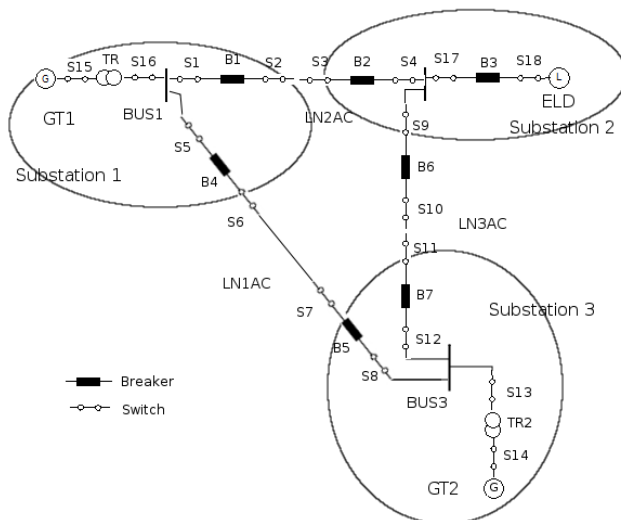 S15
TR
S16
S1
B1
S2
S3
B2
S4
S17
B3
S18
G
L
GT1
BUS1
ELD
LN2AC
Substation 2
S9
S5
Substation 1
B4
B6
S6
S10
LN3AC
S11
LN1AC
B7
Substation 3
S7
B5
S12
S8
BUS3
Breaker
Switch
S13
TR2
S14
GT2
G